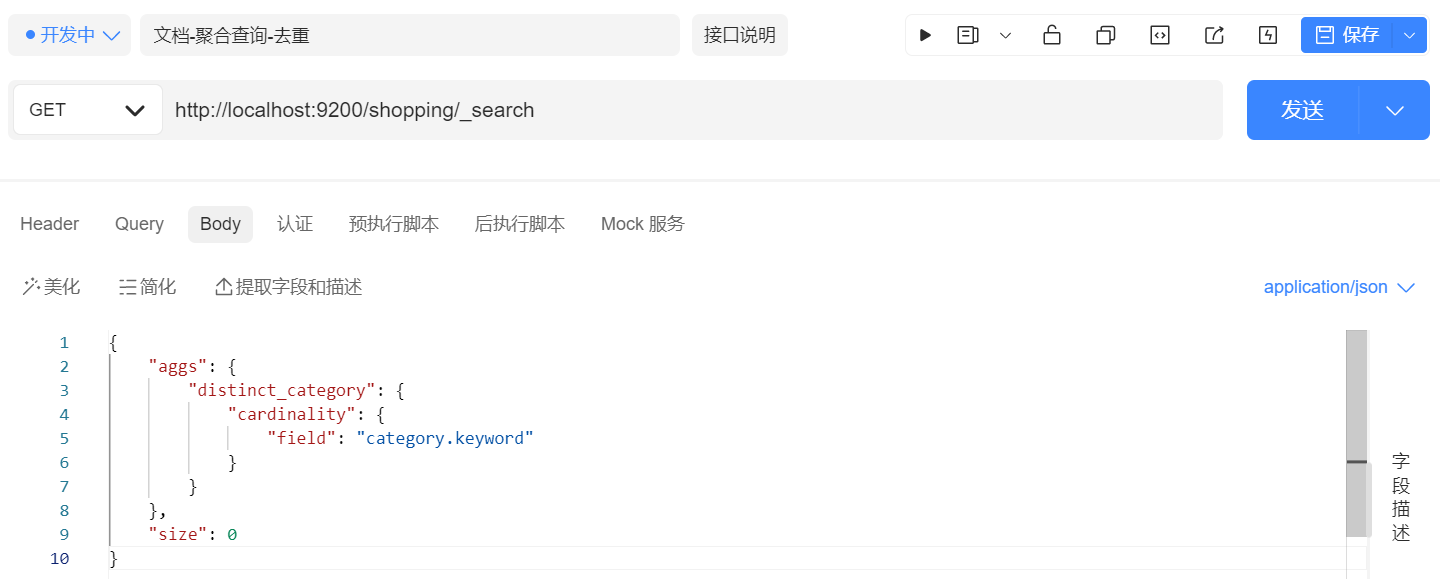 开发中 文档-聚合查询-去重 接口说明 保存
GET http://localhost:9200/shopping/_search 发送
Header Query Body 认证 预执行脚本 后执行脚本 Mock 服务
美化 简化 提取字段和描述 application/json
1 {
2 "aggs": {
3 "distinct_category": {
4 "cardinality": {
5 "field": "category.keyword"
6 }
7 }
8 },
9 "size": 0
10 }
字段描述